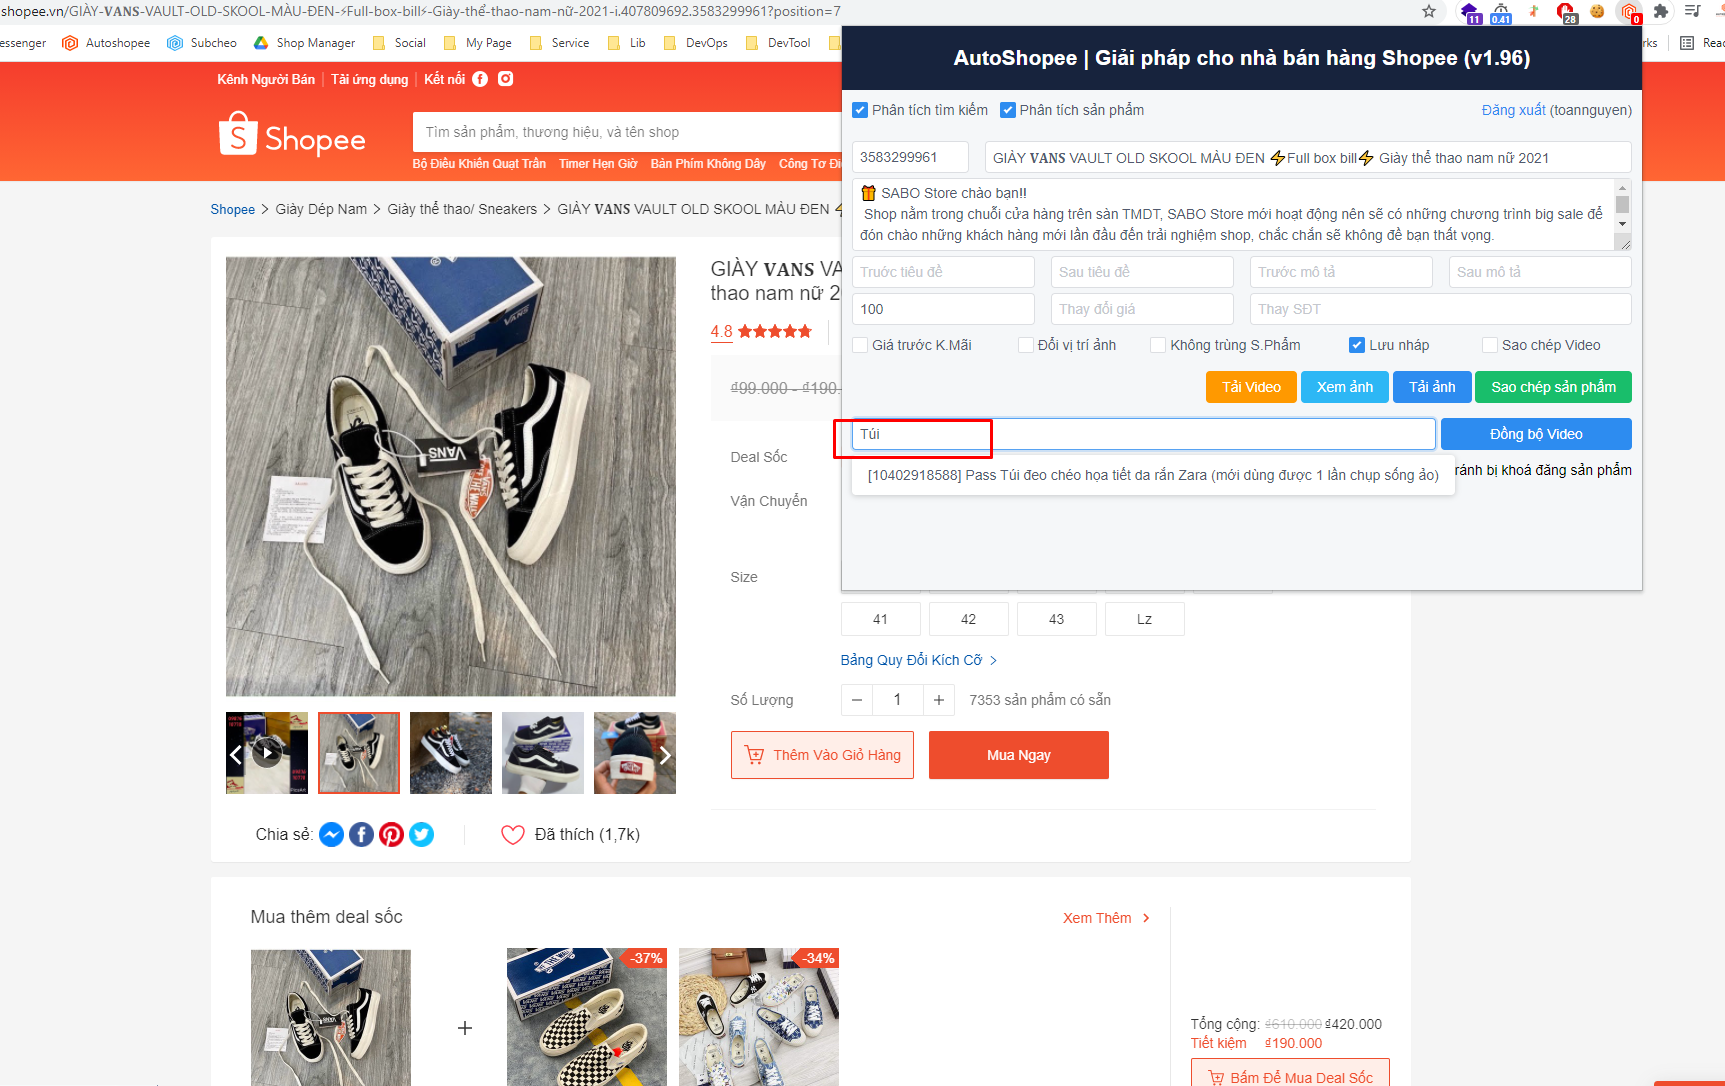 shopee.vn/GIÀY-VANS-VAULT-OLD-SKOOL-MÀU-ĐEN-⚡Full-box-bill⚡-Giày-thể-thao-nam-nữ-2021-i.407809692.3583299961?position=7
11
0.41
28
0
essenger
Autoshopee
Subcheo
Shop Manager
Social
My Page
Service
Lib
DevOps
DevTool
rks
Read
AutoShopee | Giải pháp cho nhà bán hàng Shopee (v1.96)
Kênh Người Bán
Tải ứng dụng
Kết nối
Shopee
Tìm sản phẩm, thương hiệu, và tên shop
Bộ Điều Khiển Quạt Trần
Timer Hẹn Giờ
Bàn Phím Không Dây
Công Tơ Đi
Phân tích tìm kiếm
Phân tích sản phẩm
Đăng xuất (toannguyen)
3583299961
GIÀY VANS VAULT OLD SKOOL MÀU ĐEN ⚡Full box bill⚡ Giày thể thao nam nữ 2021
🎁 SABO Store chào bạn!!
Shop nằm trong chuỗi cửa hàng trên sàn TMDT, SABO Store mới hoạt động nên sẽ có những chương trình big sale để
đón chào những khách hàng mới lần đầu đến trải nghiệm shop, chắc chắn sẽ không để bạn thất vọng.
Trước tiêu đề
Sau tiêu đề
Trước mô tả
Sau mô tả
100
Thay đổi giá
Thay SĐT
Giá trước K.Mãi
Đổi vị trí ảnh
Không trùng S.Phẩm
Lưu nháp
Sao chép Video
Tải Video
Xem ảnh
Tải ảnh
Sao chép sản phẩm
Túi
Đồng bộ Video
[10402918588] Pass Túi đeo chéo họa tiết da rắn Zara (mới dùng được 1 lần chụp sống ảo)
ránh bị khoá đăng sản phẩm
Shopee > Giày Dép Nam > Giày thể thao/ Sneakers > GIÀY VANS VAULT OLD SKOOL MÀU ĐEN ⚡
GIÀY VANS VA
thao nam nữ 2
4.8
₫99.000 - ₫190.
Deal Sốc
Vận Chuyển
Size
41
42
43
Lz
Bảng Quy Đổi Kích Cỡ >
Số Lượng
1
7353 sản phẩm có sẵn
Thêm Vào Giỏ Hàng
Mua Ngay
VANS
VANS
Chia sẻ:
Đã thích (1,7k)
Mua thêm deal sốc
Xem Thêm
-37%
-34%
+
Tổng cộng: ₫610.000 ₫420.000
Tiết kiệm ₫190.000
Bấm Để Mua Deal Sốc